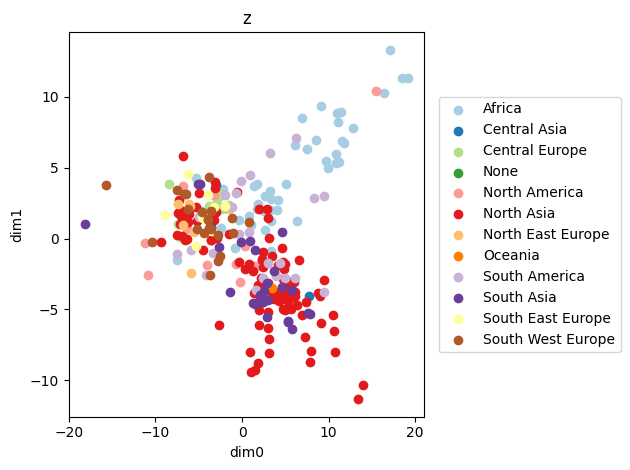 z
10
5
0
−5
−10
dim1
−20
−10
0
10
20
dim0
Africa
Central Asia
Central Europe
None
North America
North Asia
North East Europe
Oceania
South America
South Asia
South East Europe
South West Europe